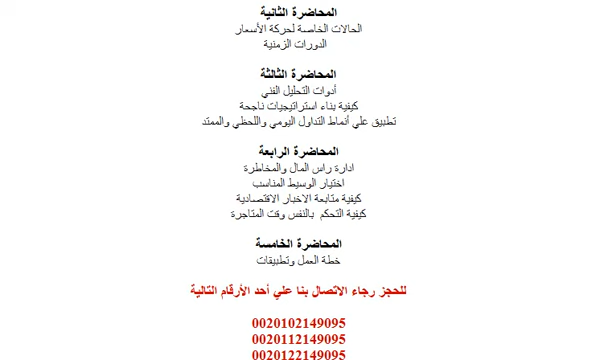 المحاضرة الثانية
الحالات الخاصة لحركة الأسعار
الدورات الزمنية
المحاضرة الثالثة
أدوات التحليل الفني
كيفية بناء استراتيجيات ناجحة
تطبيق علي أنماط التداول اليومي واللحظي والممتد
المحاضرة الرابعة
ادارة راس المال والمخاطرة
اختيار الوسيط المناسب
كيفية متابعة الاخبار الاقتصادية
كيفية التحكم بالنفس وقت المتاجرة
المحاضرة الخامسة
خطة العمل وتطبيقات
للحجز رجاء الاتصال بنا علي أحد الأرقام التالية
0020102149095
0020112149095
0020122149095